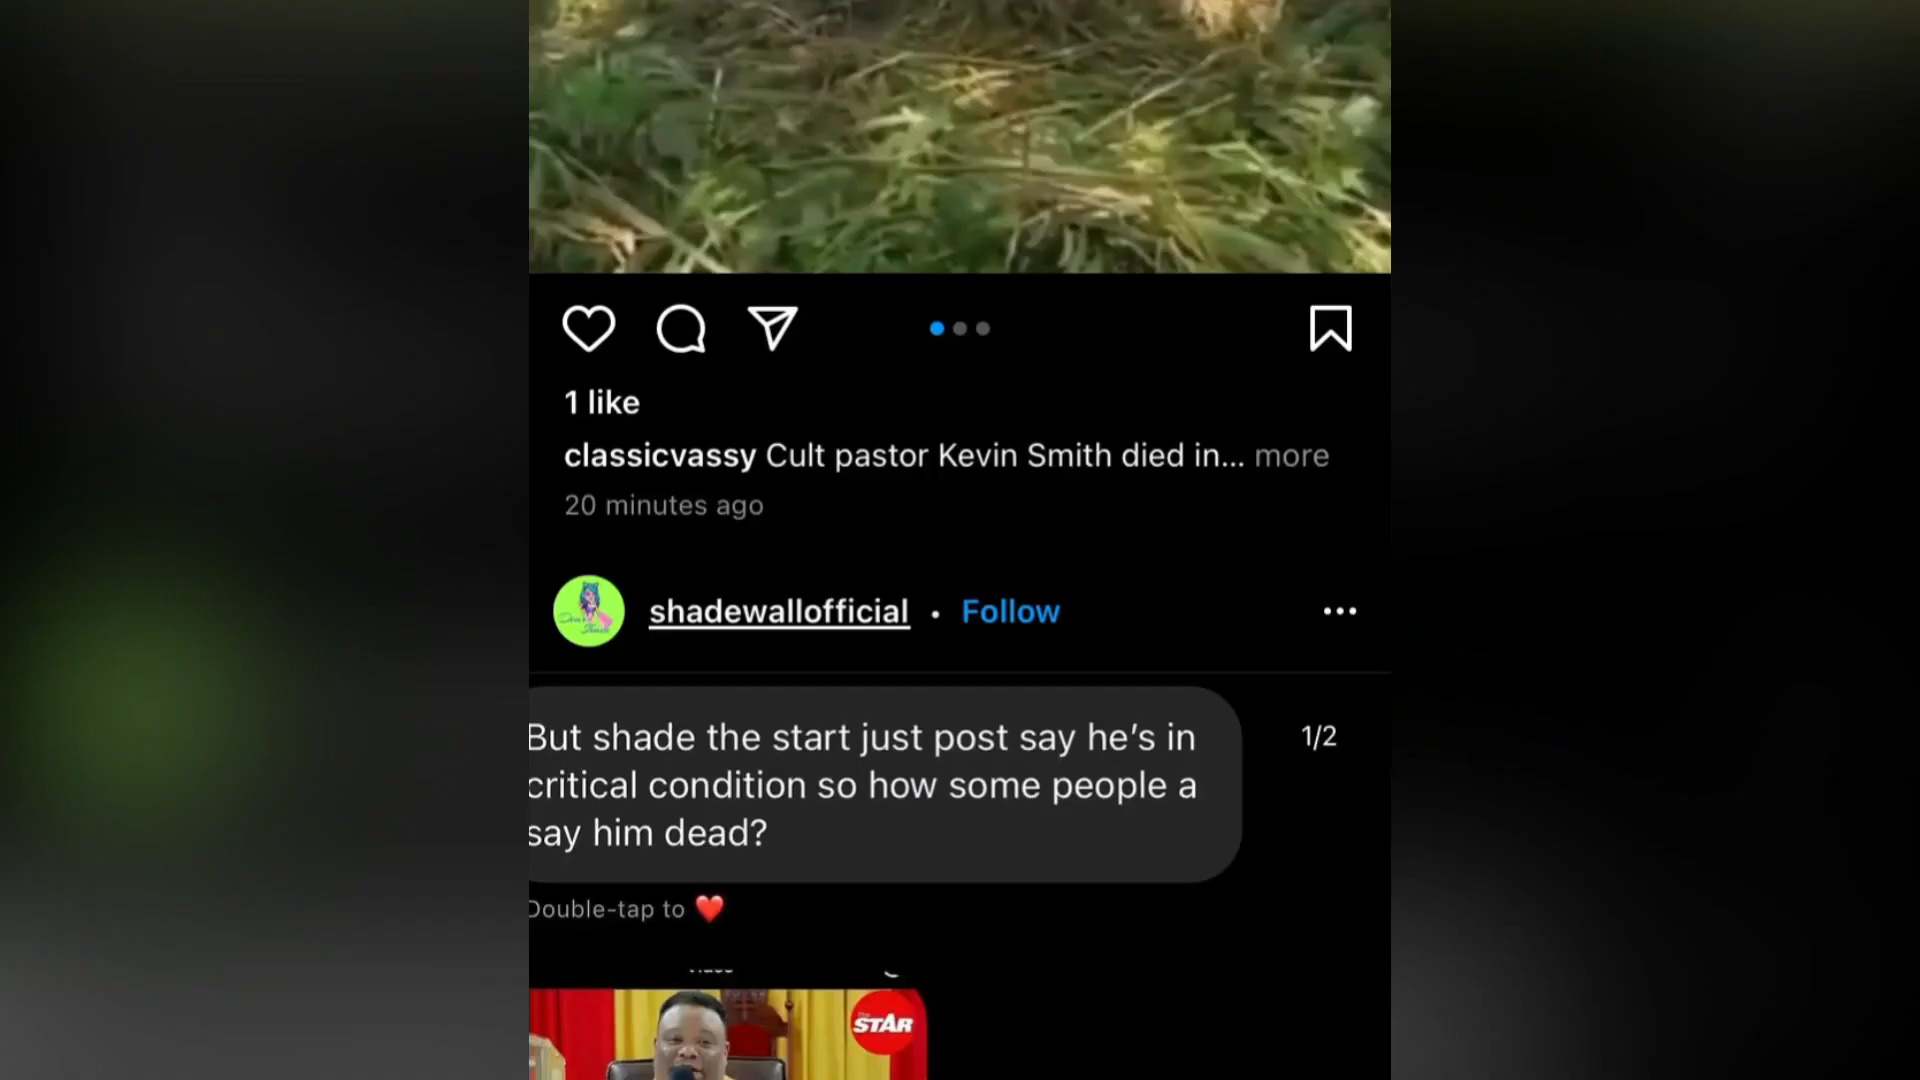 1 like
classicvassy Cult pastor Kevin Smith died in... more
20 minutes ago
shadewallofficial • Follow
But shade the start just post say he's in
1/2
critical condition so how some people a
say him dead?
Double-tap to ❤️
The
STAR